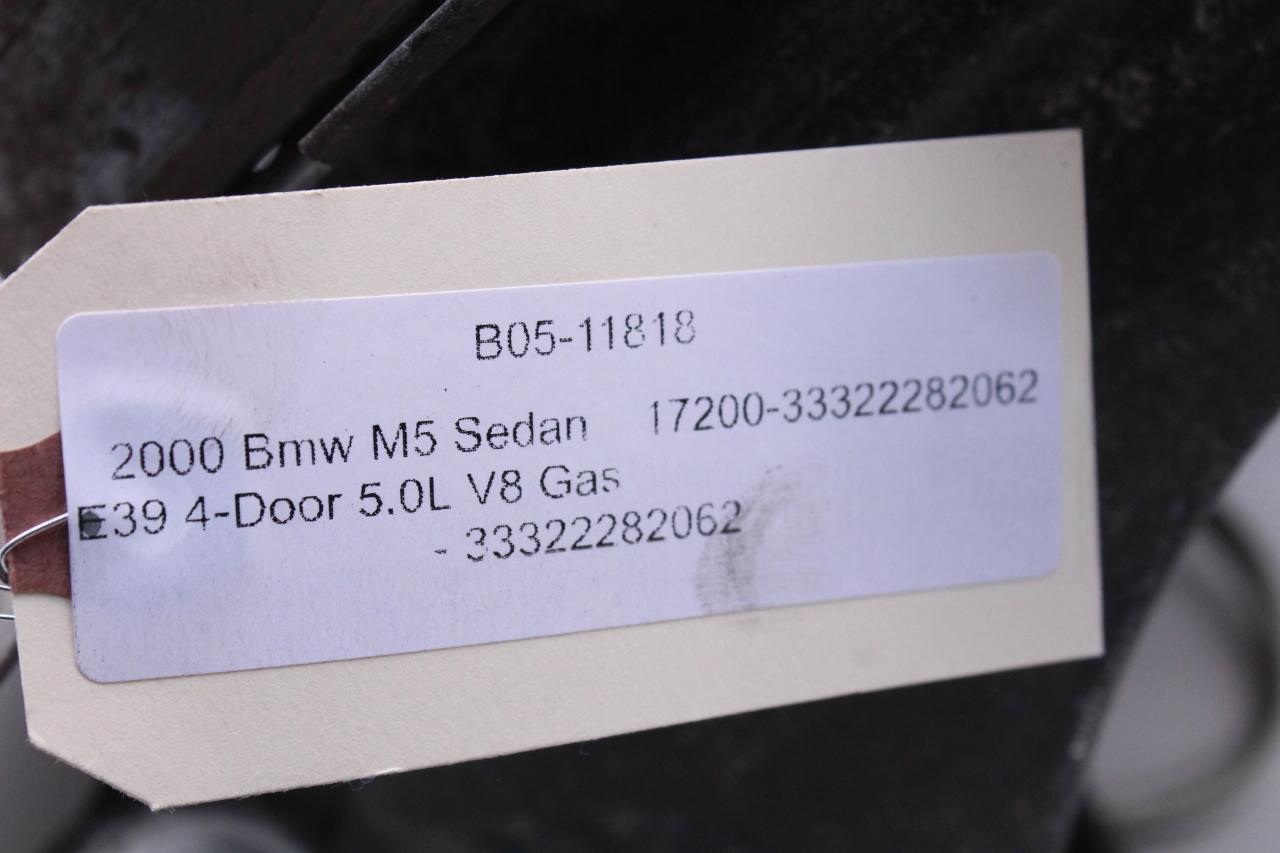 B05-11818
2000 Bmw M5 Sedan 17200-33322282062
E39 4-Door 5.0L V8 Gas
- 33322282062